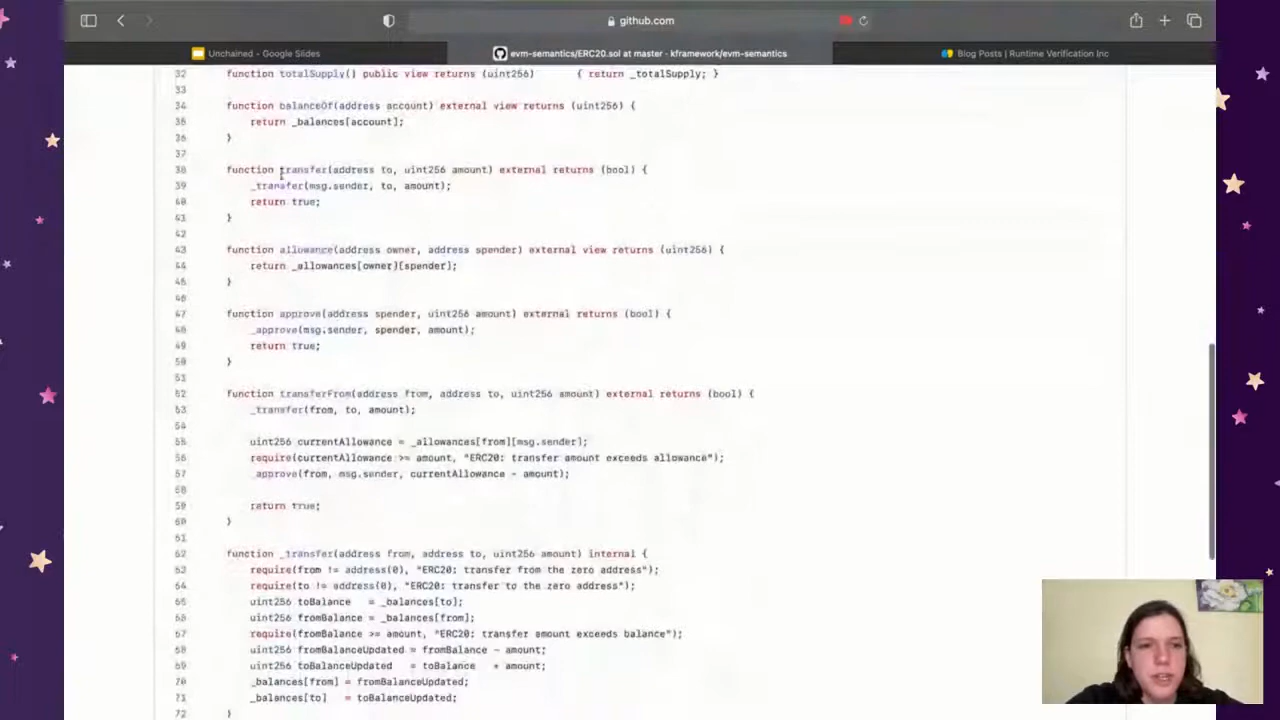 github.com
Unchained - Google Slides
evm-semantics/ERC20.sol at master · kframework/evm-semantics
Blog Posts | Runtime Verification Inc
32 function totalSupply() public view returns (uint256) { return _totalSupply; }
33
34 function balanceOf(address account) external view returns (uint256) {
35 return _balances[account];
36 }
37
38 function transfer(address to, uint256 amount) external returns (bool) {
39 _transfer(msg.sender, to, amount);
40 return true;
41 }
42
43 function allowance(address owner, address spender) external view returns (uint256) {
44 return _allowances[owner][spender];
45 }
46
47 function approve(address spender, uint256 amount) external returns (bool) {
48 _approve(msg.sender, spender, amount);
49 return true;
50 }
51
52 function transferFrom(address from, address to, uint256 amount) external returns (bool) {
53 _transfer(from, to, amount);
54
55 uint256 currentAllowance = _allowances[from][msg.sender];
56 require(currentAllowance >= amount, "ERC20: transfer amount exceeds allowance");
57 _approve(from, msg.sender, currentAllowance - amount);
58
59 return true;
60 }
61
62 function _transfer(address from, address to, uint256 amount) internal {
63 require(from != address(0), "ERC20: transfer from the zero address");
64 require(to != address(0), "ERC20: transfer to the zero address");
65 uint256 toBalance = _balances[to];
66 uint256 fromBalance = _balances[from];
67 require(fromBalance >= amount, "ERC20: transfer amount exceeds balance");
68 uint256 fromBalanceUpdated = fromBalance - amount;
69 uint256 toBalanceUpdated = toBalance + amount;
70 _balances[from] = fromBalanceUpdated;
71 _balances[to] = toBalanceUpdated;
72 }